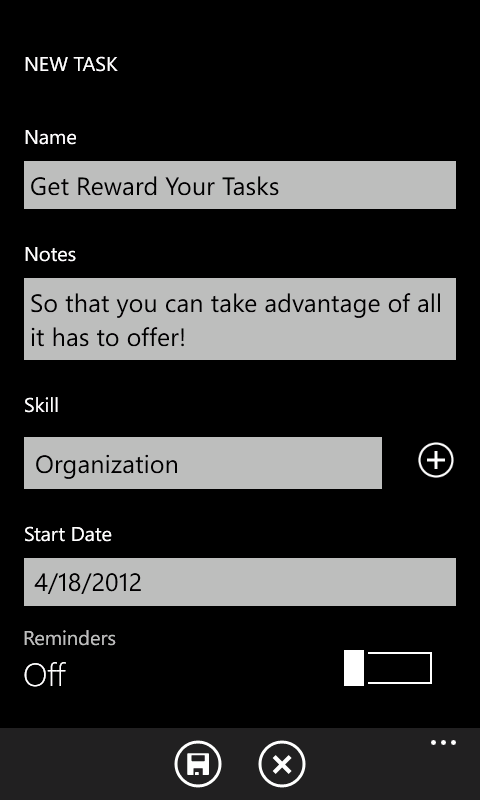 NEW TASK
Name
Get Reward Your Tasks
Notes
So that you can take advantage of all
it has to offer!
Skill
Organization
Start Date
4/18/2012
Reminders
Off